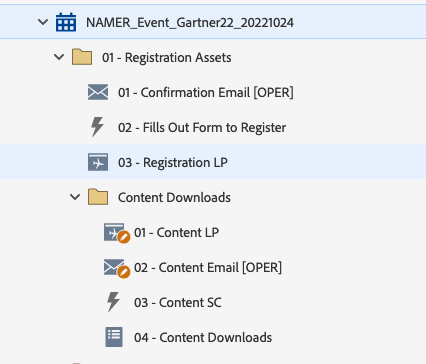 NAMER_Event_Gartner22_20221024
01 - Registration Assets
01 - Confirmation Email [OPER]
02 - Fills Out Form to Register
03 - Registration LP
Content Downloads
01 - Content LP
02 - Content Email [OPER]
03 - Content SC
04 - Content Downloads